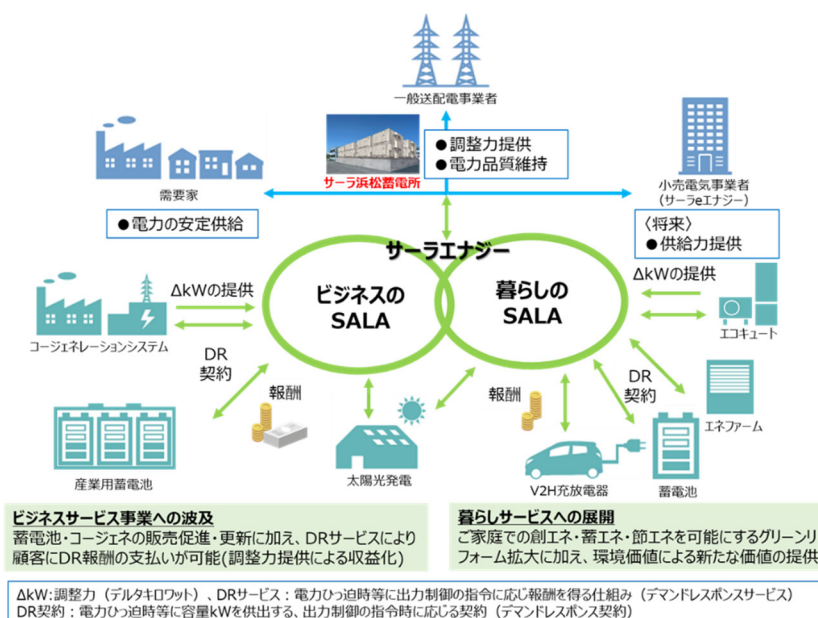 一般送配電事業者
サーラ浜松蓄電所
●調整力提供
●電力品質維持
需要家
●電力の安定供給
小売電気事業者
(サーラeエナジー)
〈将来〉
●供給力提供
サーラエナジー
ビジネスの
SALA
暮らしの
SALA
ΔkWの提供
コージェネレーションシステム
DR
契約
報酬
産業用蓄電池
太陽光発電
ΔkWの提供
エコキュート
DR
契約
報酬
エネファーム
V2H充放電器
蓄電池
ビジネスサービス事業への波及
蓄電池・コージェネの販売促進・更新に加え、DRサービスにより
顧客にDR報酬の支払いが可能(調整力提供による収益化)
暮らしサービスへの展開
ご家庭での創エネ・蓄エネ・節エネを可能にするグリーンリ
フォーム拡大に加え、環境価値による新たな価値の提供
ΔkW:調整力（デルタキロワット）、DRサービス：電力ひっ迫時等に出力制御の指令に応じ報酬を得る仕組み（デマンドレスポンスサービス）
DR契約：電力ひっ迫時等に容量kWを供出する、出力制御の指令時に応じる契約（デマンドレスポンス契約）